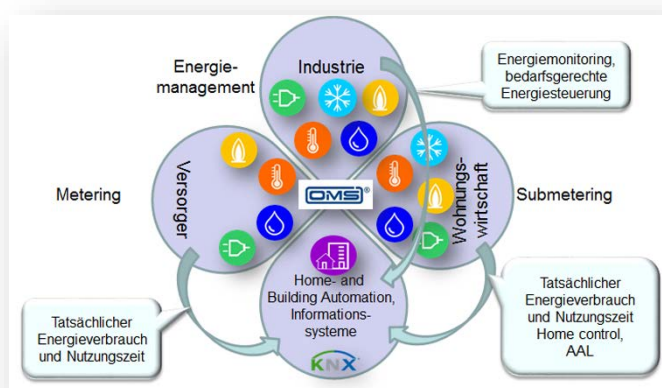 Energie-
management
Industrie
Energiemonitoring,
bedarfsgerechte
Energiesteuerung
Metering
Versorger
OMS®
Wohnungs-
wirtschaft
Submetering
Home- and
Building Automation,
Informations-
systeme
KNX
Tatsächlicher
Energieverbrauch
und Nutzungszeit
Tatsächlicher
Energieverbrauch
und Nutzungszeit
Home control,
AAL